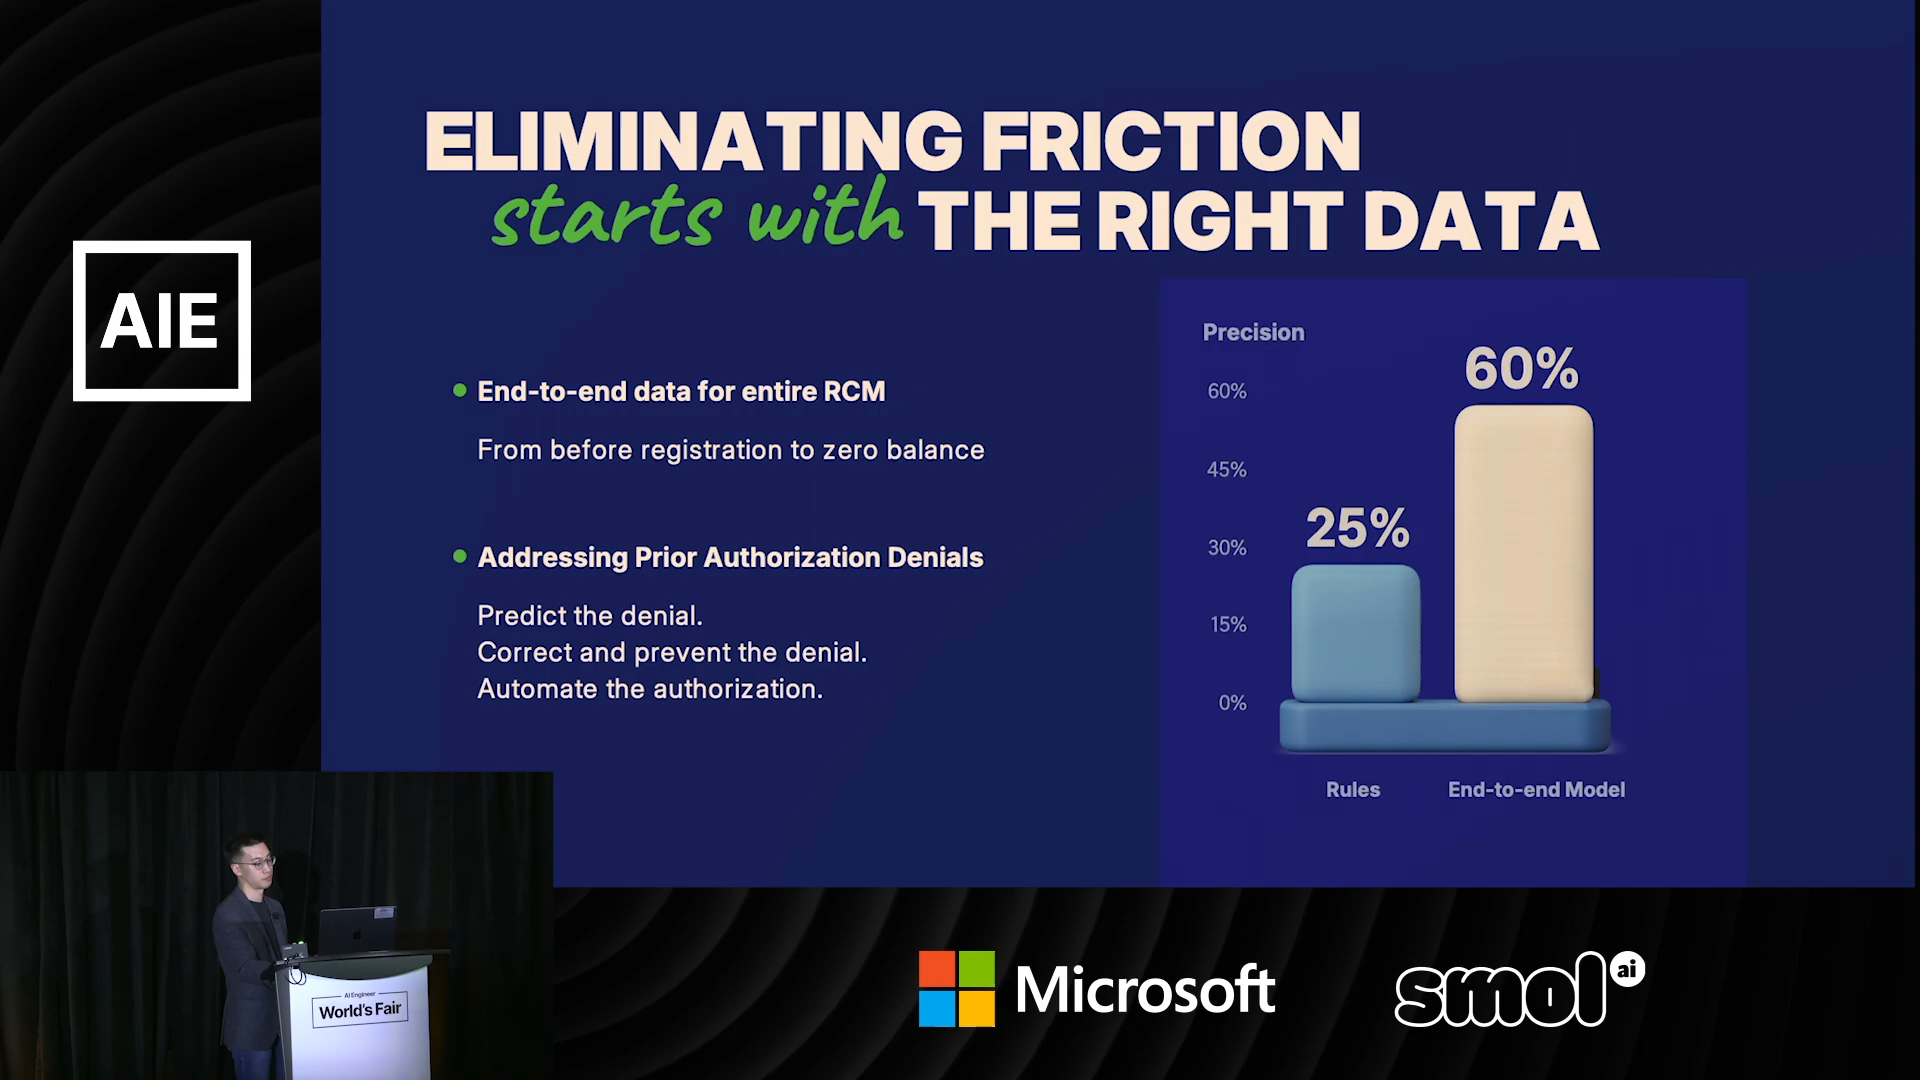 ELIMINATING FRICTION
starts with THE RIGHT DATA
AIE
End-to-end data for entire RCM
From before registration to zero balance
Addressing Prior Authorization Denials
Predict the denial.
Correct and prevent the denial.
Automate the authorization.
Precision
60%
45%
30%
15%
0%
25%
60%
Rules
End-to-end Model
AI Engineer
World's Fair
Microsoft
smol ai